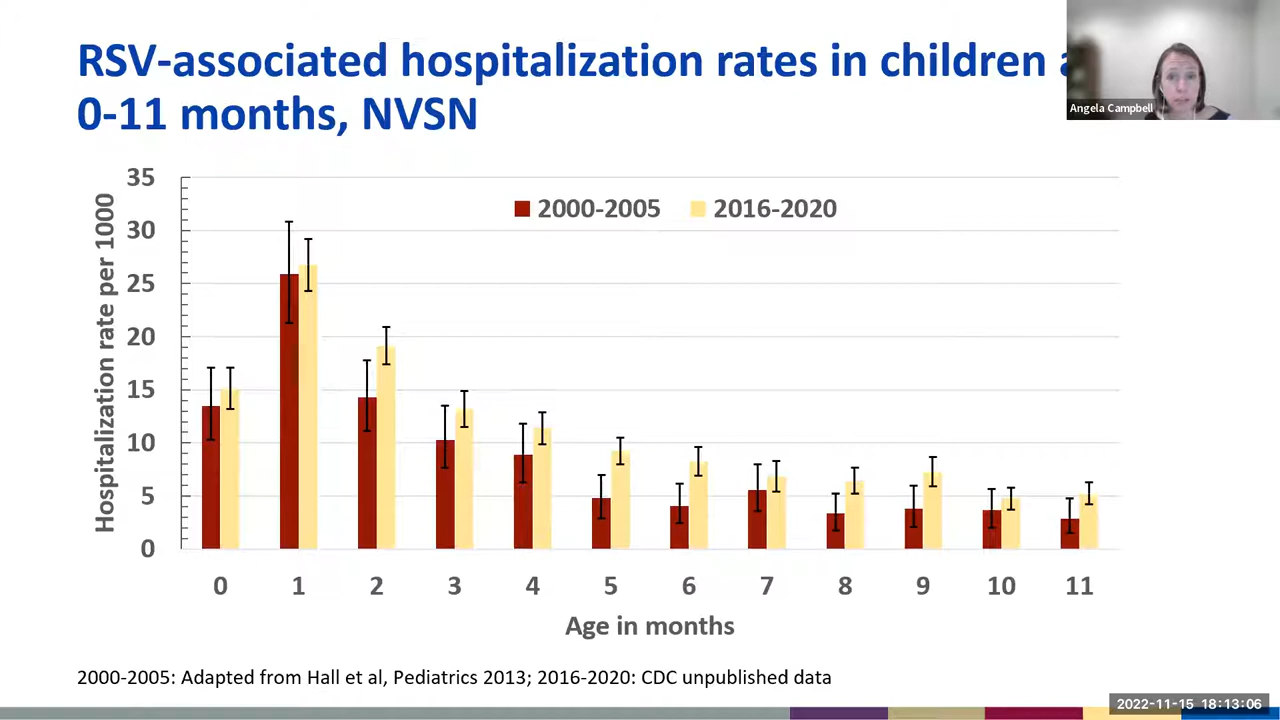 RSV-associated hospitalization rates in children
0-11 months, NVSN
Angela Campbell
35
30
25
20
15
10
5
0
Hospitalization rate per 1000
2000-2005
2016-2020
0 1 2 3 4 5 6 7 8 9 10 11
Age in months
2000-2005: Adapted from Hall et al, Pediatrics 2013; 2016-2020: CDC unpublished data
2022-11-15 18:13:06